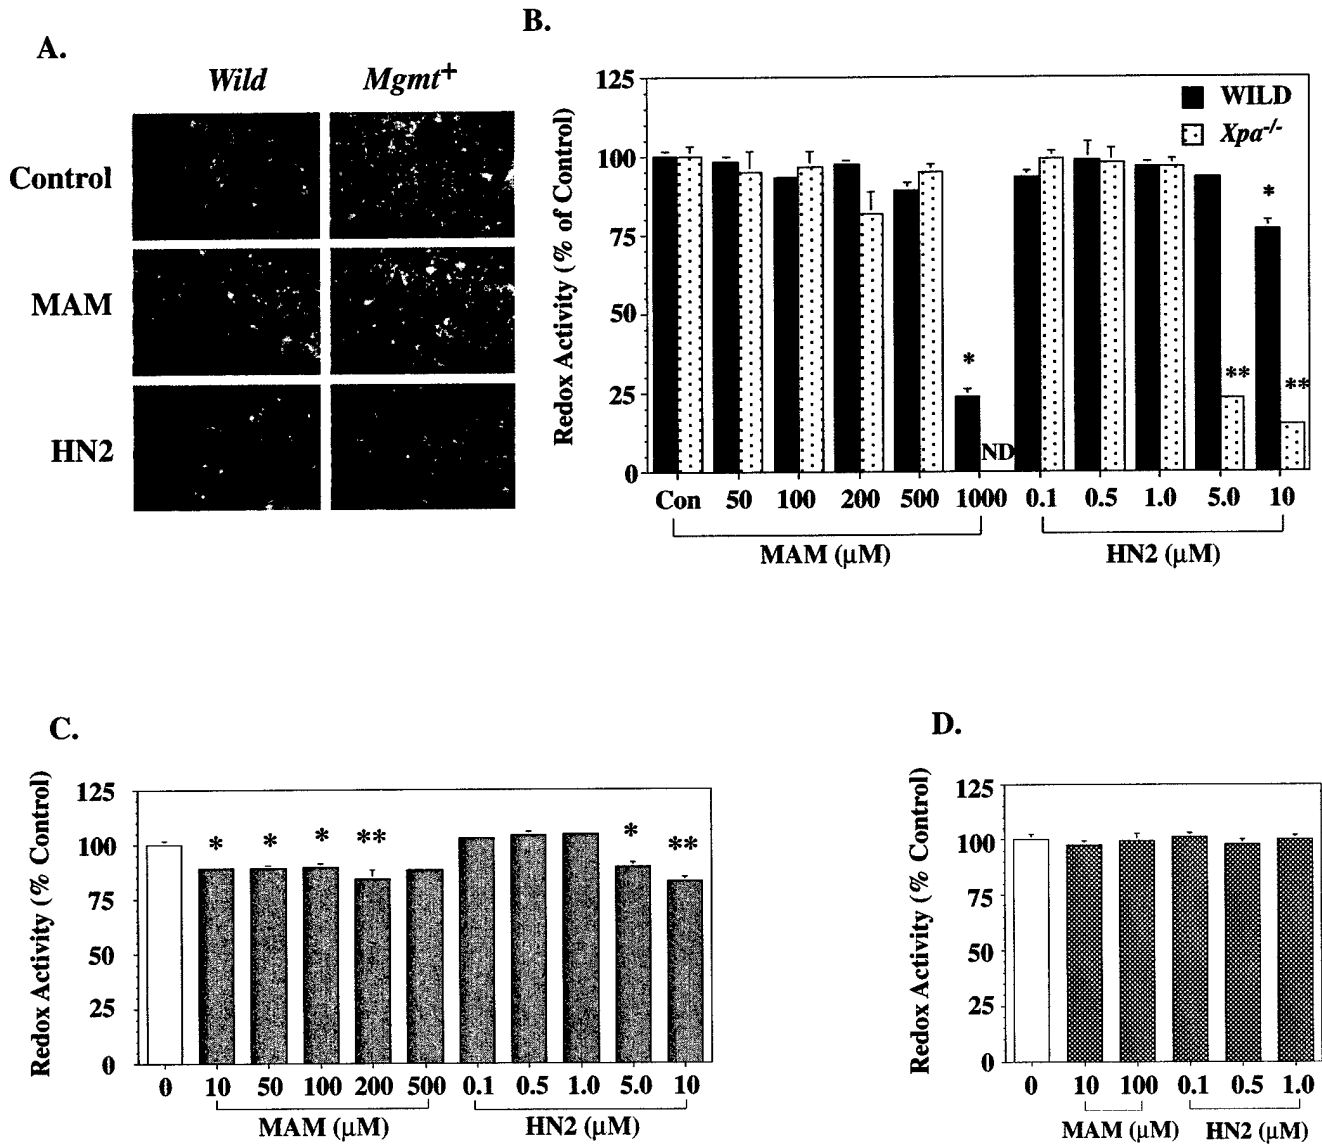 A.
Wild Mgmt+
Control
MAM
HN2
B.
Redox Activity (% of Control)
125
100
75
50
25
0
WILD
Xpa-/-
*
ND
**
*
**
Con 50 100 200 500 1000 0.1 0.5 1.0 5.0 10
MAM (µM) HN2 (µM)
C.
Redox Activity (% Control)
125
100
75
50
25
0
* * * ** * **
0 10 50 100 200 500 0.1 0.5 1.0 5.0 10
MAM (µM) HN2 (µM)
D.
Redox Activity (% Control)
125
100
75
50
25
0
0 10 100 0.1 0.5 1.0
MAM (µM) HN2 (µM)